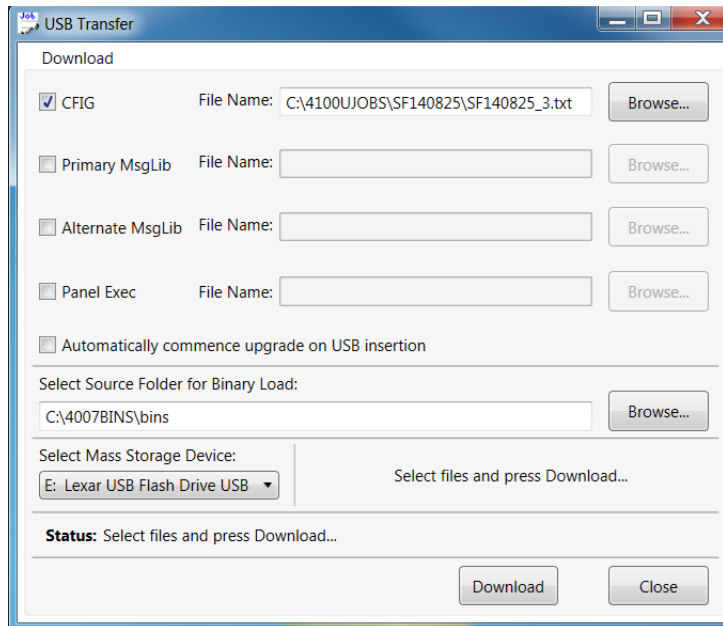 Job
USB Transfer
Download
CFIG File Name: C:\4100UJOBS\SF140825\SF140825_3.txt Browse...
Primary MsgLib File Name: Browse...
Alternate MsgLib File Name: Browse...
Panel Exec File Name: Browse...
Automatically commence upgrade on USB insertion
Select Source Folder for Binary Load:
C:\4007BINS\bins Browse...
Select Mass Storage Device:
E: Lexar USB Flash Drive USB Select files and press Download...
Status: Select files and press Download...
Download Close